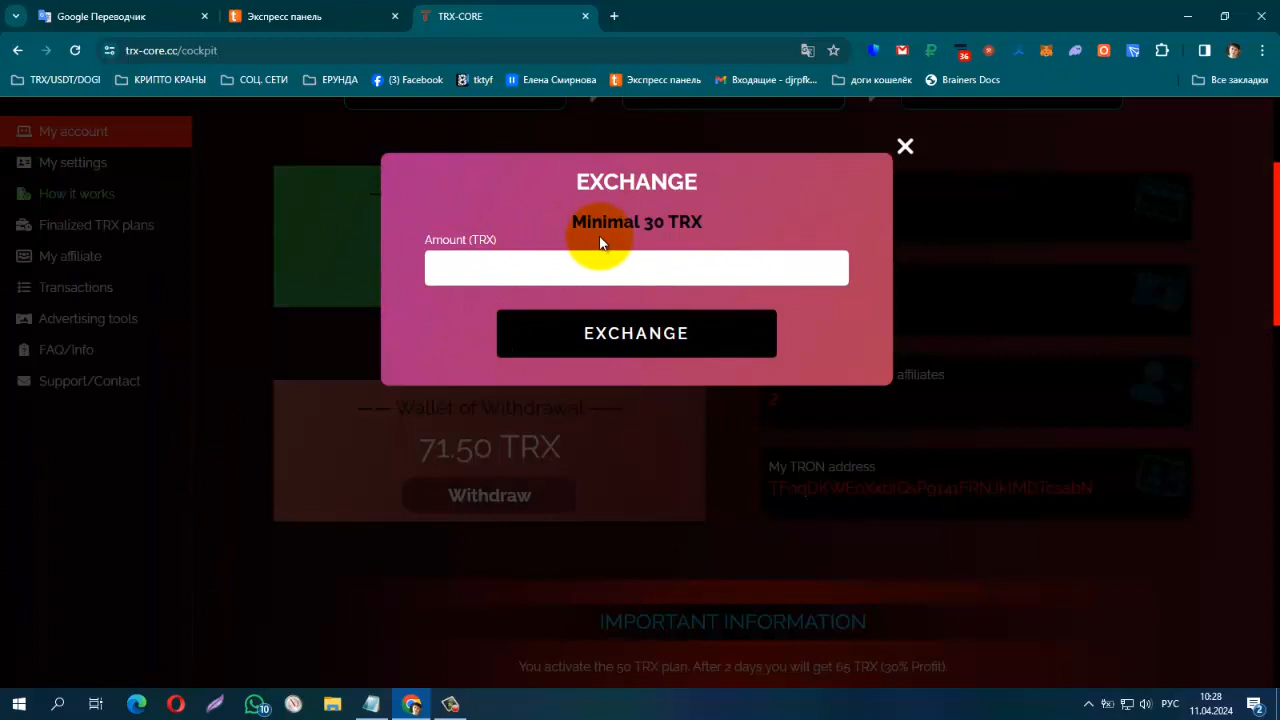 Google Переводчик
Экспресс панель
TRX-CORE
trx-core.cc/cockpit
36
TRX/USDT/DOGI
КРИПТО КРАНЫ
СОЦ. СЕТИ
ЕРУНДА
(3) Facebook
tktyf
Елена Смирнова
Экспресс панель
Входящие - djrpfk...
доги кошелёк
Brainers Docs
Все закладки
My account
My settings
How it works
Finalized TRX plans
My affiliate
Transactions
Advertising tools
FAQ/Info
Support/Contact
EXCHANGE
Minimal 30 TRX
Amount (TRX)
EXCHANGE
Wallet of Withdrawal
71.50 TRX
Withdraw
affiliates
2
My TRON address
IMPORTANT INFORMATION
You activate the 50 TRX plan. After 2 days you will get 65 TRX (30% Profit).
10
РУС
10:28
11.04.2024
2